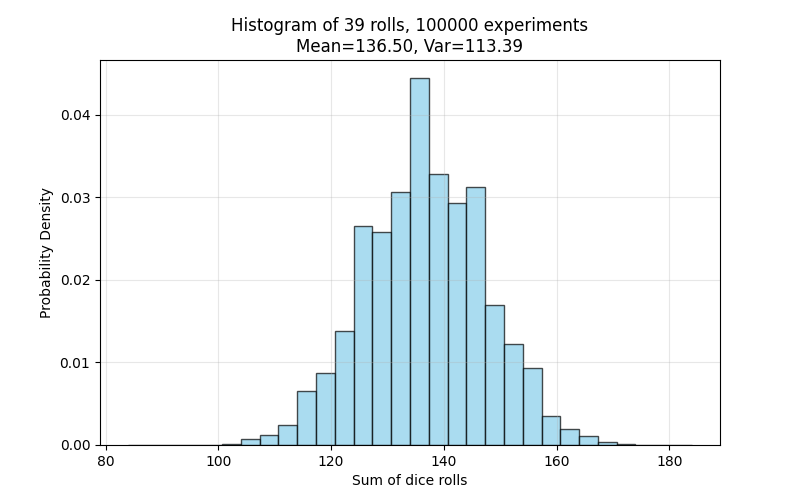 Histogram of 39 rolls, 100000 experiments
Mean=136.50, Var=113.39
Probability Density
0.04
0.03
0.02
0.01
0.00
80 100 120 140 160 180
Sum of dice rolls